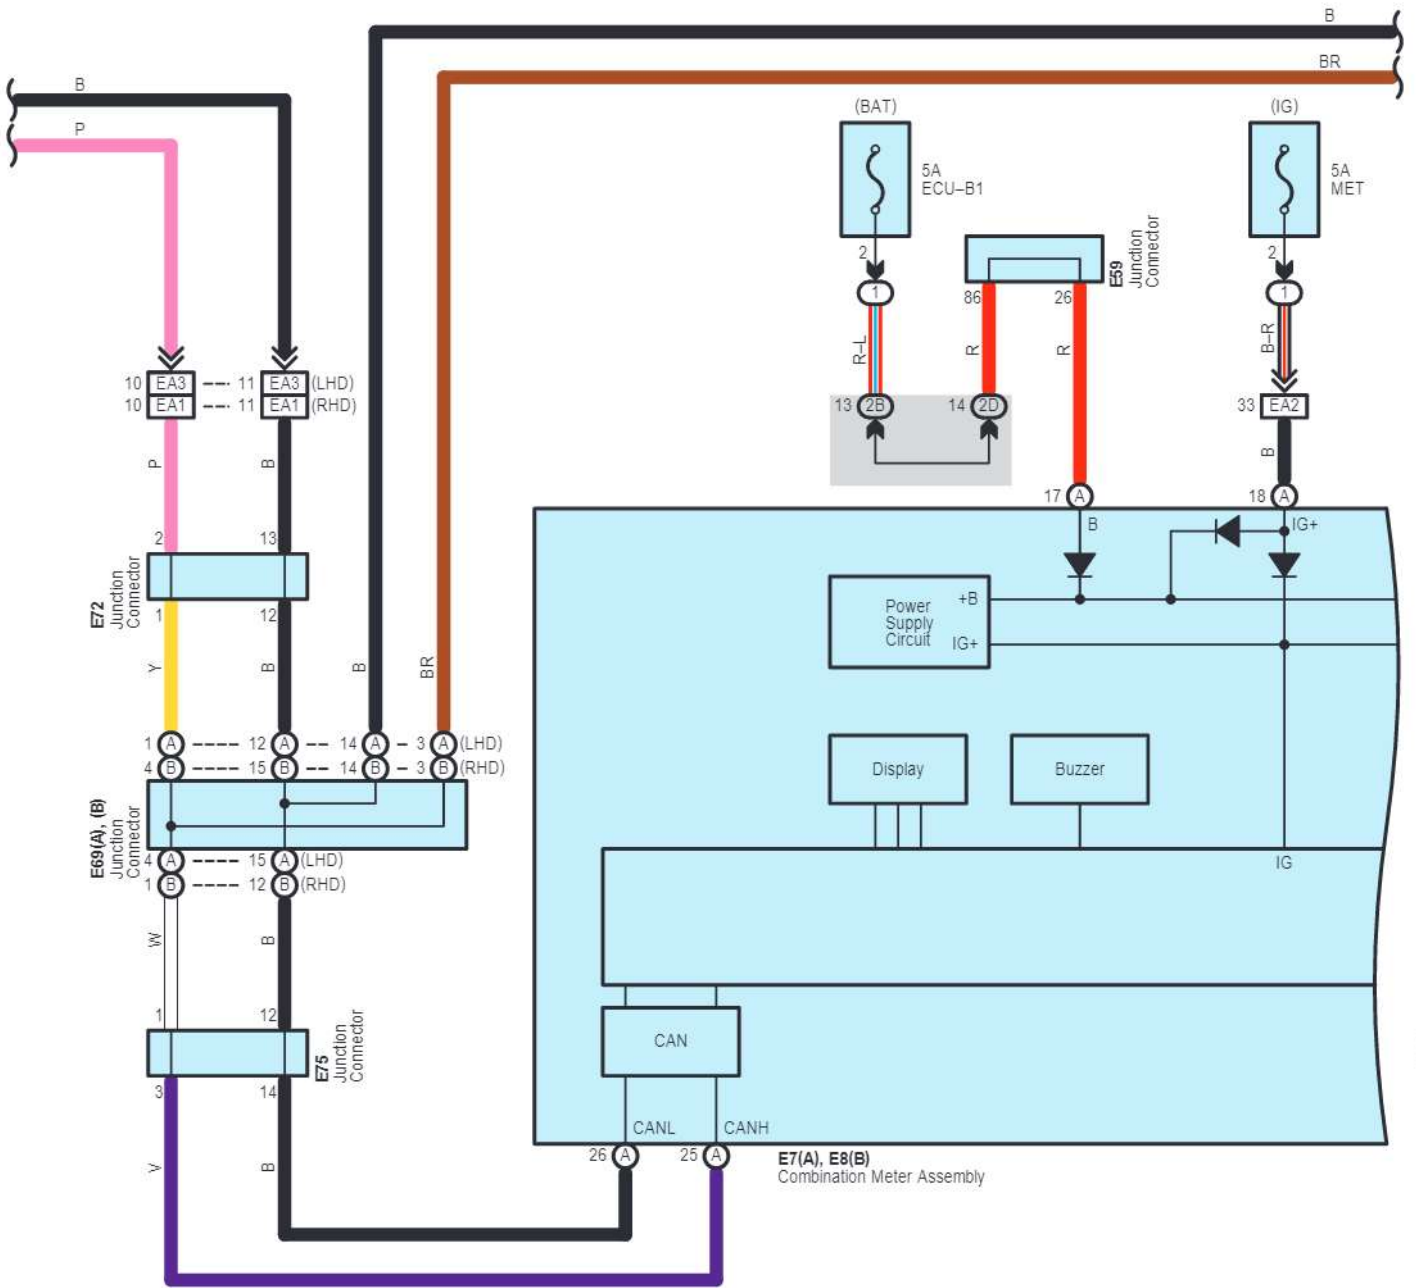 B
BR
B
P
(BAT)
(IG)
5A
ECU–B1
5A
MET
2
E59
Junction
Connector
2
1
86
26
1
R–L
R
R
B–R
10 EA3 11 EA3 (LHD)
10 EA1 11 EA1 (RHD)
13 2B
14 2D
33 EA2
P
B
B
17 A
18 A
B
IG+
2
13
E72
Junction
Connector
1
12
Power
Supply
Circuit
+B
IG+
Y
B
B
BR
1 A 12 A 14 A 3 A (LHD)
4 B 15 B 14 B 3 B (RHD)
Display
Buzzer
E69(A), (B)
Junction
Connector
4 A 15 A (LHD)
1 B 12 B (RHD)
IG
W
B
1
12
E75
Junction
Connector
CAN
3
14
CANL
CANH
26 A
25 A
V
B
E7(A), E8(B)
Combination Meter Assembly